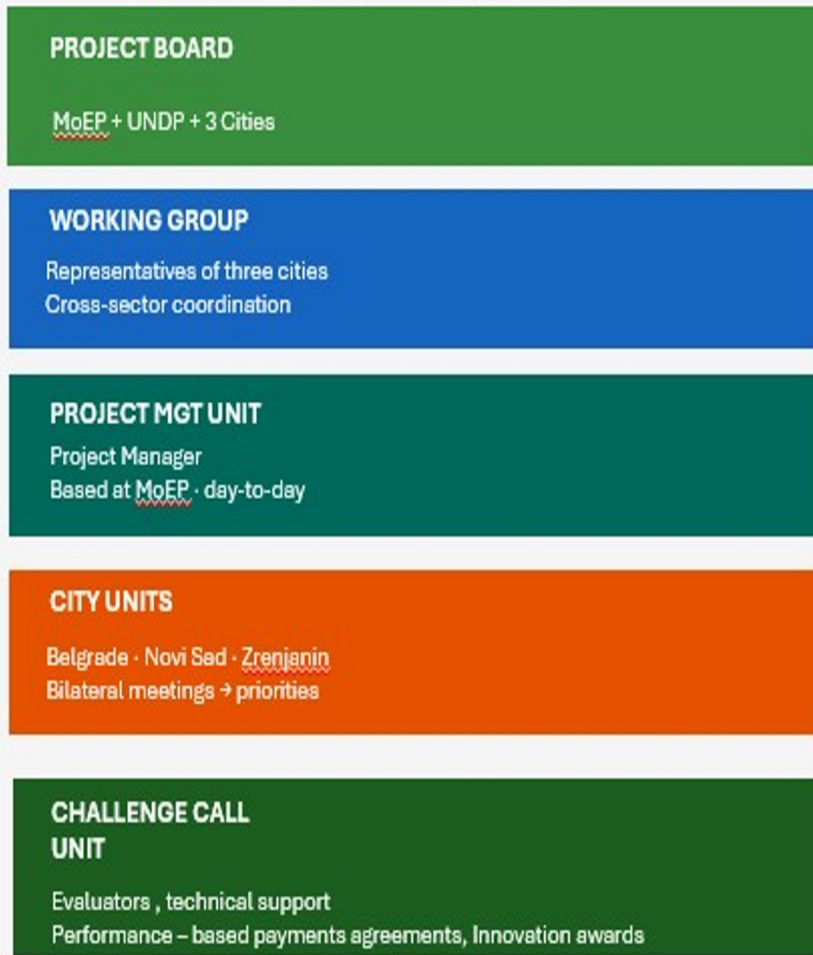 PROJECT BOARD
MoEP + UNDP + 3 Cities
WORKING GROUP
Representatives of three cities
Cross-sector coordination
PROJECT MGT UNIT
Project Manager
Based at MoEP · day-to-day
CITY UNITS
Belgrade · Novi Sad · Zrenjanin
Bilateral meetings → priorities
CHALLENGE CALL
UNIT
Evaluators , technical support
Performance – based payments agreements, Innovation awards